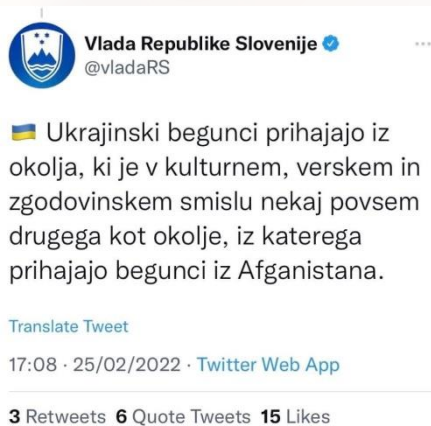 Vlada Republike Slovenije
@vladaRS
🇺🇦 Ukrajinski begunci prihajajo iz
okolja, ki je v kulturnem, verskem in
zgodovinskem smislu nekaj povsem
drugega kot okolje, iz katerega
prihajajo begunci iz Afganistana.
Translate Tweet
17:08 · 25/02/2022 · Twitter Web App
3 Retweets 6 Quote Tweets 15 Likes